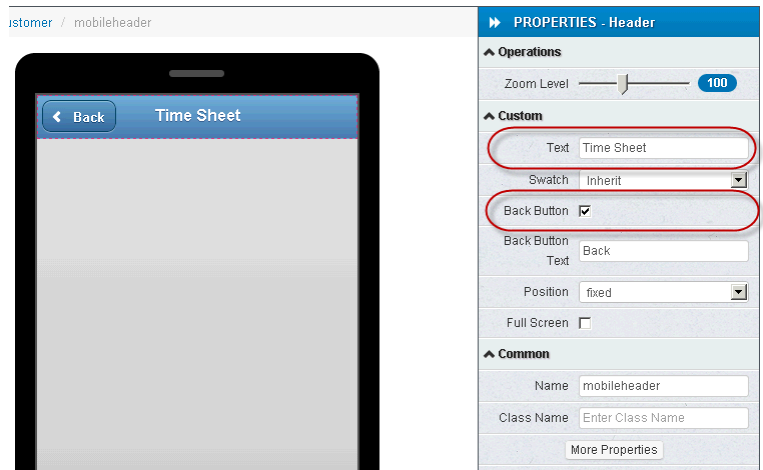 ustomer / mobileheader
Back
Time Sheet
PROPERTIES - Header
Operations
Zoom Level 100
Custom
Text Time Sheet
Swatch Inherit
Back Button
Back Button
Text Back
Position fixed
Full Screen
Common
Name mobileheader
Class Name Enter Class Name
More Properties